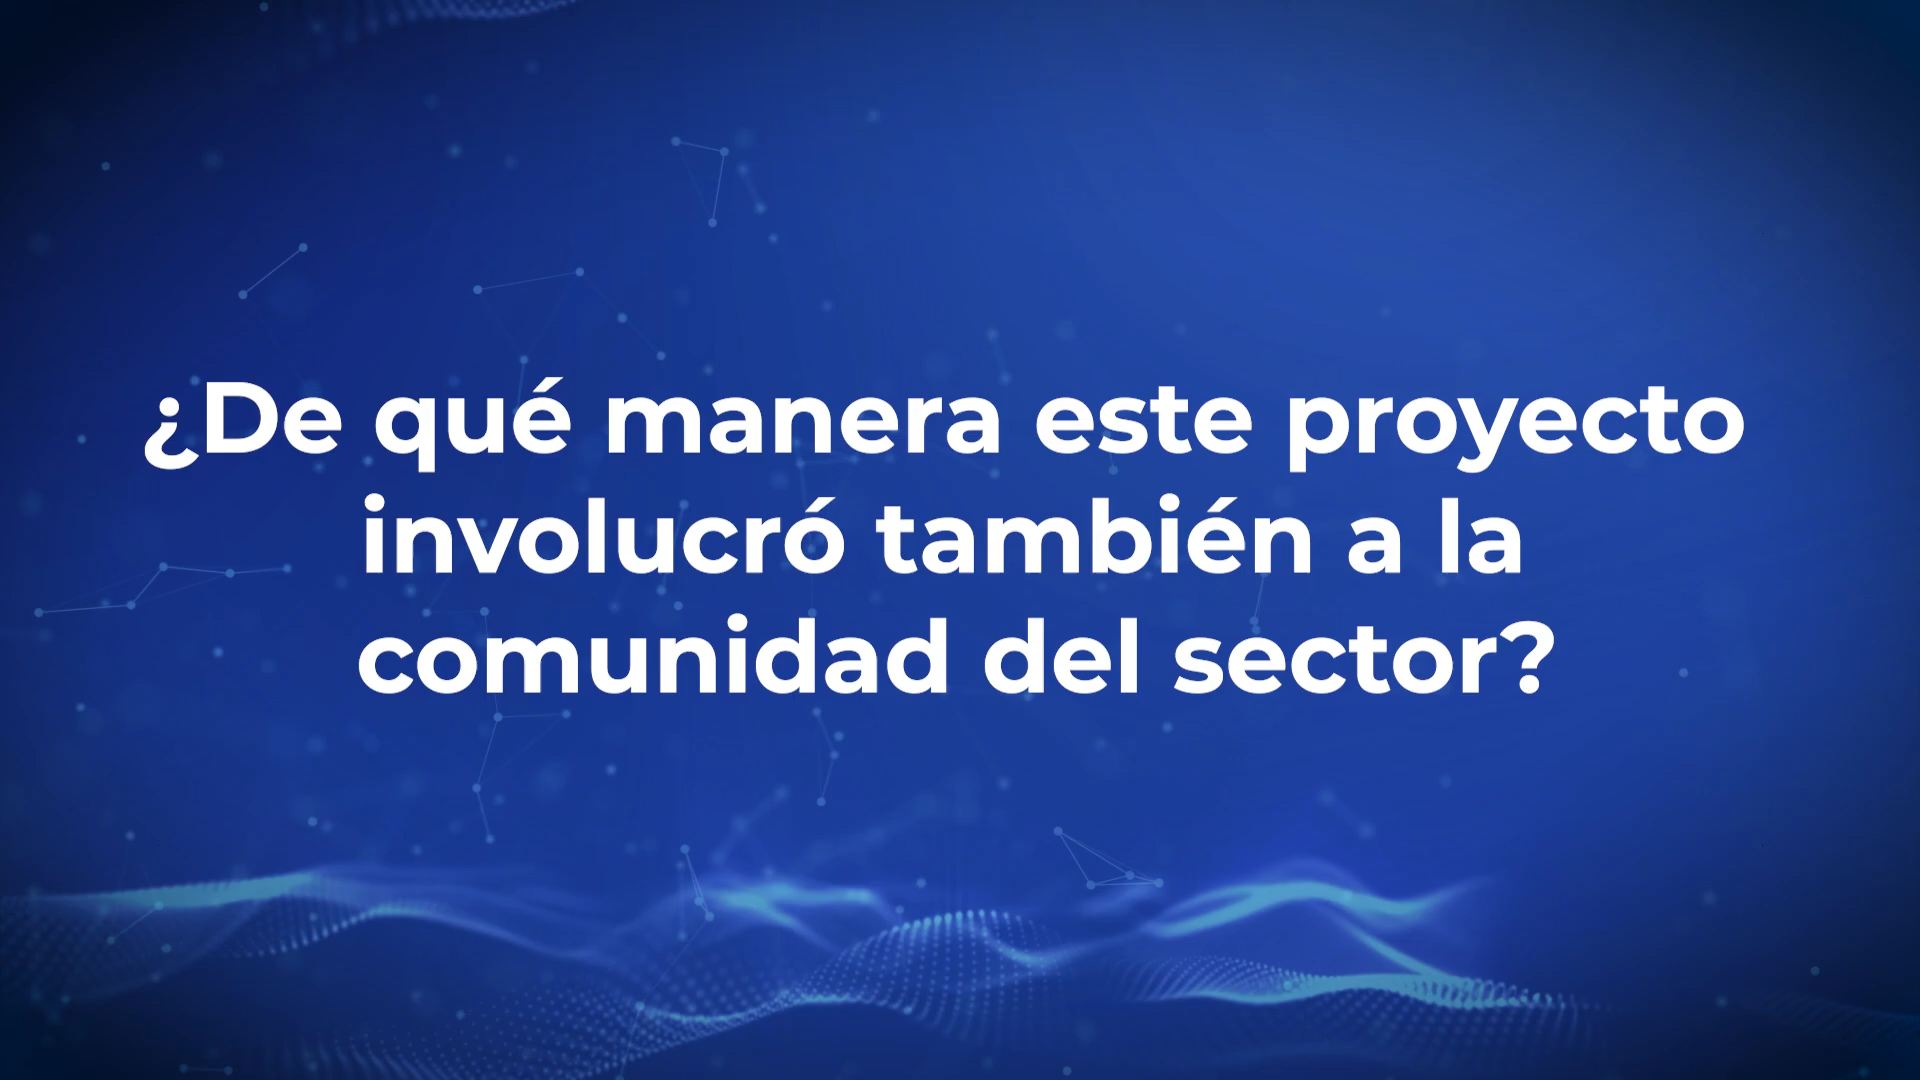 ¿De qué manera este proyecto
involucró también a la
comunidad del sector?